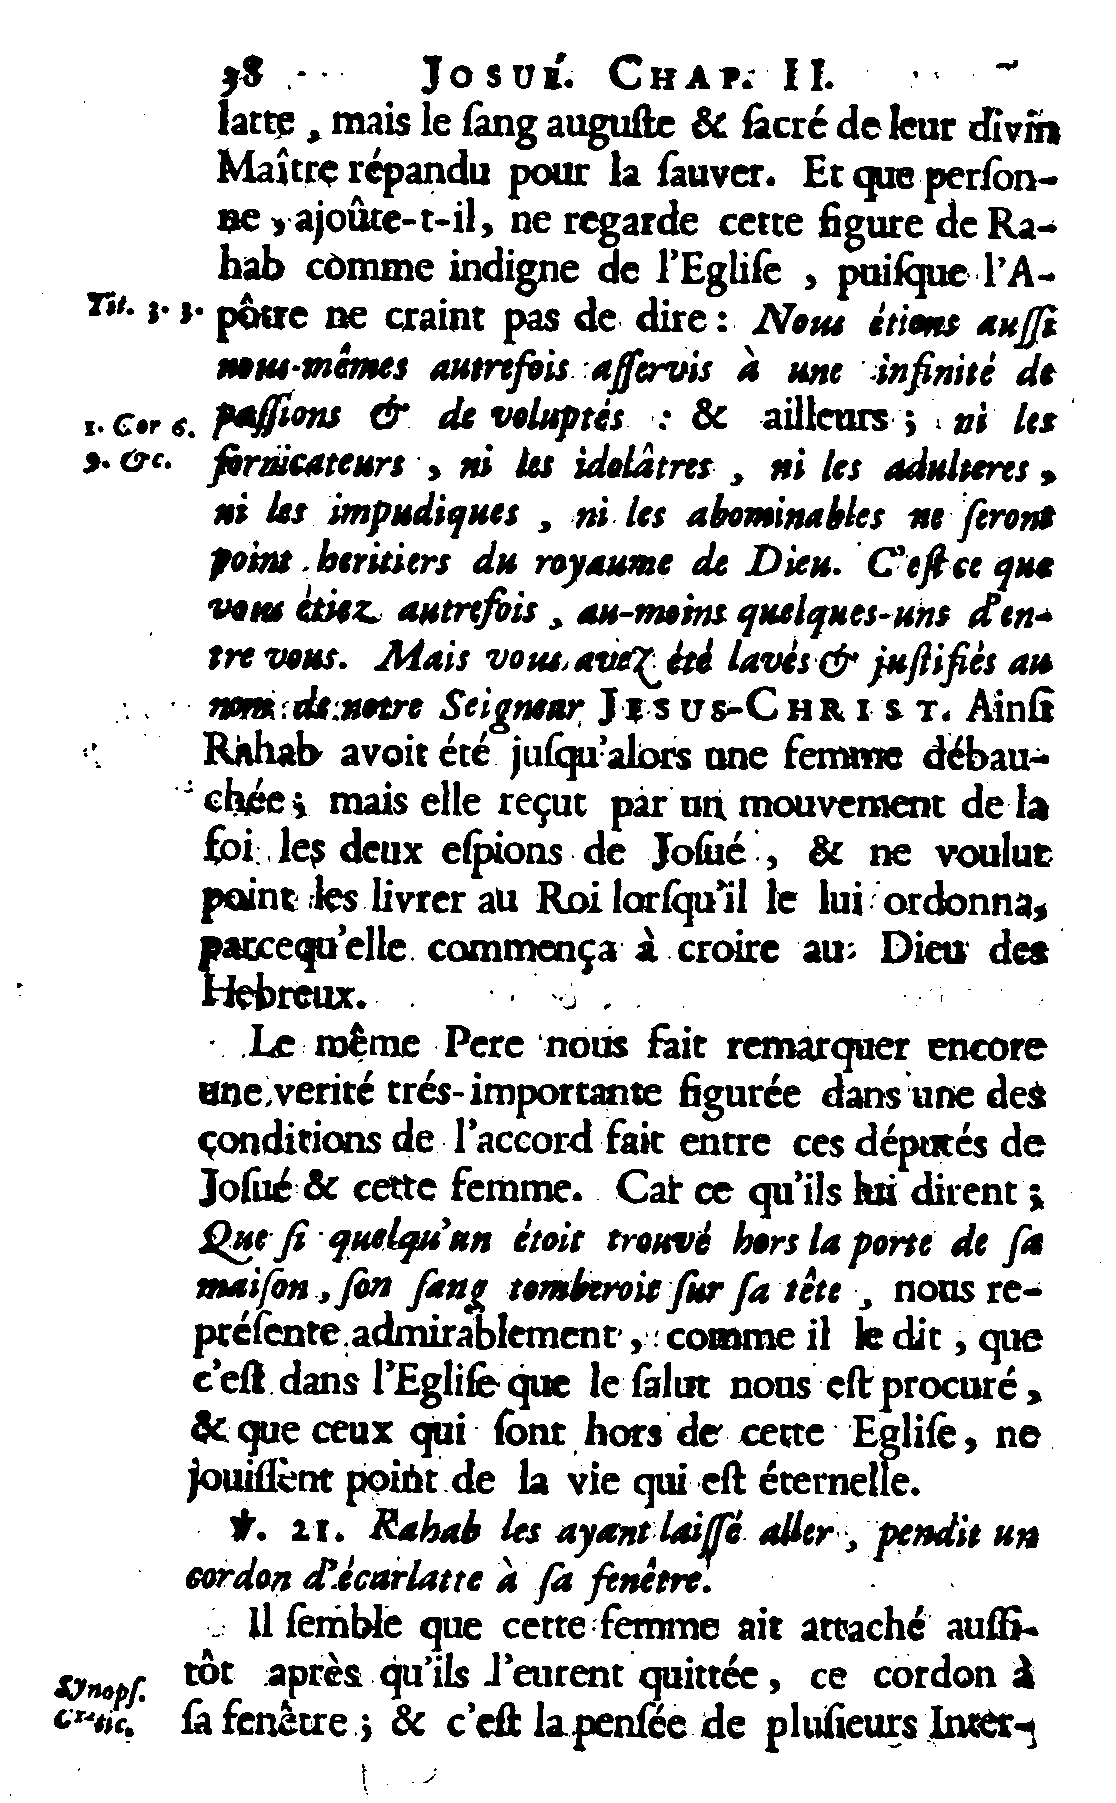 38 JOSUÉ. CHAP. II.
latte, mais le ſang auguſte & ſacré de leur divin
Maître répandu pour la ſauver. Et que perſon-
ne, ajoûte-t-il, ne regarde cette figure de Ra-
hab comme indigne de l'Egliſe, puiſque l'A-
Tit. 3. 3.
pôtre ne craint pas de dire: Nous étions auſſi
nous-mêmes autrefois aſſervis à une infinité de
paſſions & de voluptés : & ailleurs ; ni les
1. Cor 6.
9. &c.
fornicateurs, ni les idolâtres, ni les adulteres,
ni les impudiques, ni les abominables ne ſeront
point heritiers du royaume de Dieu. C'eſt ce que
vous étiez autrefois, au-moins quelques-uns d'en-
tre vous. Mais vous avez été lavés & juſtifiés au
nom de notre Seigneur JESUS-CHRIST. Ainſi
Rahab avoit été juſqu'alors une femme débau-
chée; mais elle reçut par un mouvement de la
foi les deux eſpions de Joſué, & ne voulut
point les livrer au Roi lorſqu'il le lui ordonna,
parcequ'elle commença à croire au Dieu des
Hebreux.
Le même Pere nous fait remarquer encore
une verité trés-importante figurée dans une des
conditions de l'accord fait entre ces députés de
Joſué & cette femme. Car ce qu'ils lui dirent;
Que ſi quelqu'un étoit trouvé hors la porte de ſa
maiſon, ſon ſang tomberoit ſur ſa tête, nous re-
préſente admirablement, comme il le dit, que
c'eſt dans l'Egliſe que le ſalut nous eſt procuré,
& que ceux qui ſont hors de cette Egliſe, ne
jouiſſent point de la vie qui eſt éternelle.
℣. 21. Rahab les ayant laiſſé aller, pendit un
cordon d'écarlatte à ſa fenêtre.
Il ſemble que cette femme ait attaché auſſi-
tôt après qu'ils l'eurent quittée, ce cordon à
Synopſ.
Critic.
ſa fenêtre; & c'eſt la penſée de pluſieurs Inter-